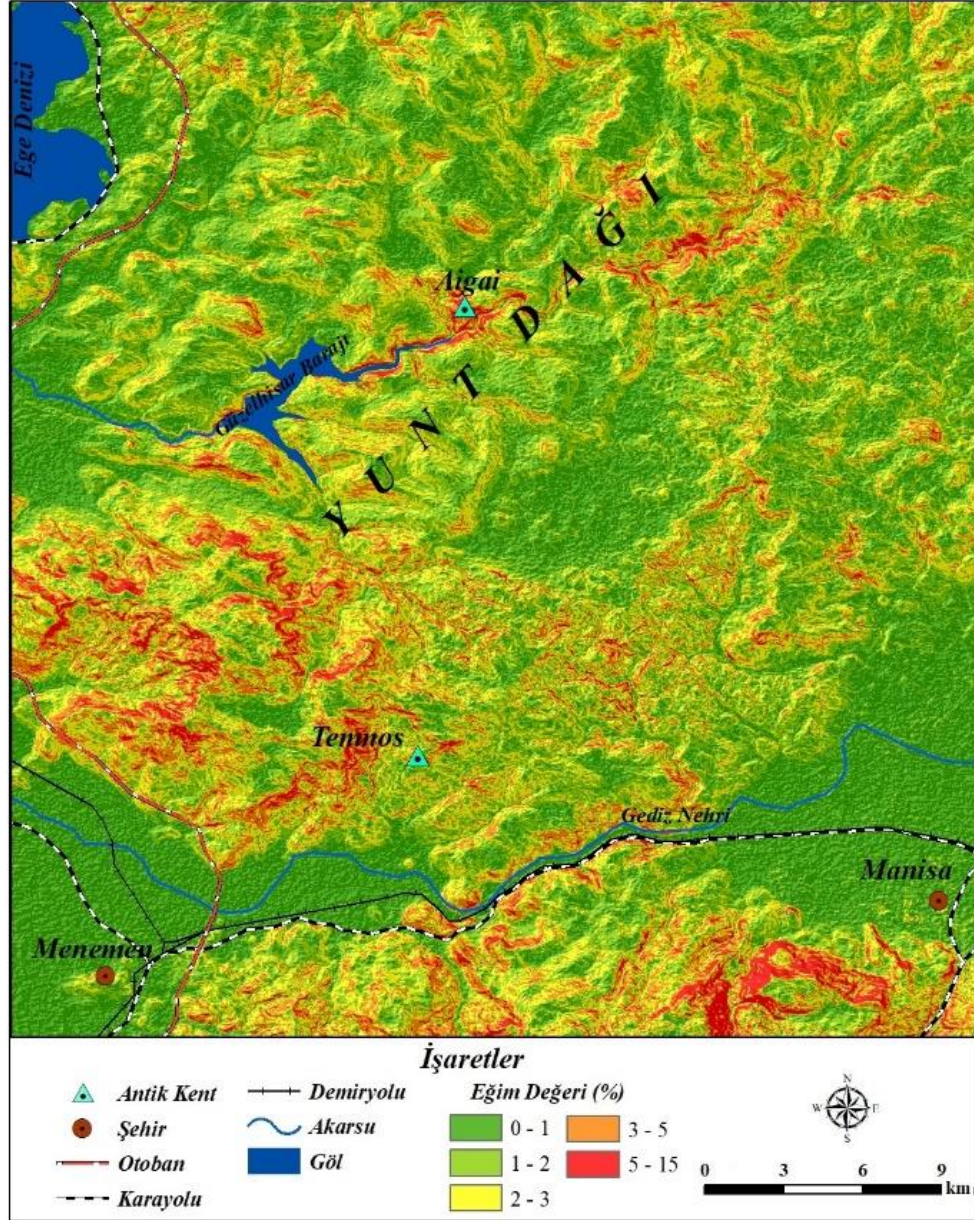 Ege Denizi
Aigai
YUNT DAĞI
Güzelhisar Barajı
Temnos
Gediz Nehri
Manisa
Menemen
İşaretler
Antik Kent
Şehir
Otoban
Karayolu
Demiryolu
Akarsu
Göl
Eğim Değeri (%)
0 - 1
1 - 2
2 - 3
3 - 5
5 - 15
N
W E
S
0 3 6 9
km